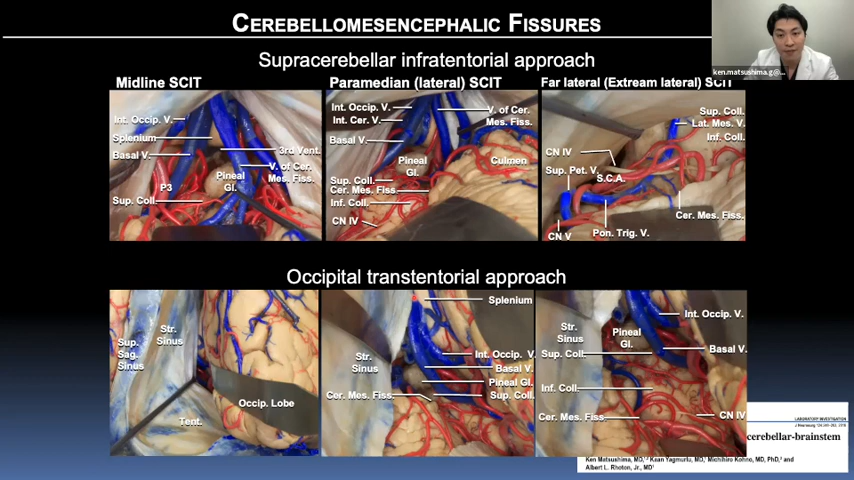 CEREBELLOMESENCEPHALIC FISSURES
ken.matsushima.g@...
Supracerebellar infratentorial approach
Midline SCIT
Paramedian (lateral) SCIT
Far lateral (Extream lateral) SCIT
Int. Occip. V.
Splenium
Basal V.
P3
Sup. Coll.
3rd Vent.
V. of Cer.
Mes. Fiss.
Pineal
Gl.
Int. Occip. V.
Int. Cer. V.
Basal V.
Pineal
Gl.
Sup. Coll.
Cer. Mes. Fiss.
Inf. Coll.
CN IV
V. of Cer.
Mes. Fiss.
Culmen
Sup. Coll.
Lat. Mes. V.
Inf. Coll.
CN IV
Sup. Pet. V.
S.C.A.
Cer. Mes. Fiss.
Pon. Trig. V.
CN V
Occipital transtentorial approach
Str.
Sinus
Sup.
Sag.
Sinus
Tent.
Occip. Lobe
Splenium
Str.
Sinus
Int. Occip. V.
Basal V.
Pineal Gl.
Sup. Coll.
Cer. Mes. Fiss.
Str.
Sinus
Pineal
Gl.
Int. Occip. V.
Sup. Coll.
Basal V.
Inf. Coll.
Cer. Mes. Fiss.
CN IV
LABORATORY INVESTIGATION
cerebellar-brainstem
Ken Matsushima, MD, Kaan Yagmurlu, MD, Michihiro Kohno, MD, PhD, and
Albert L. Rhoton, Jr., MD